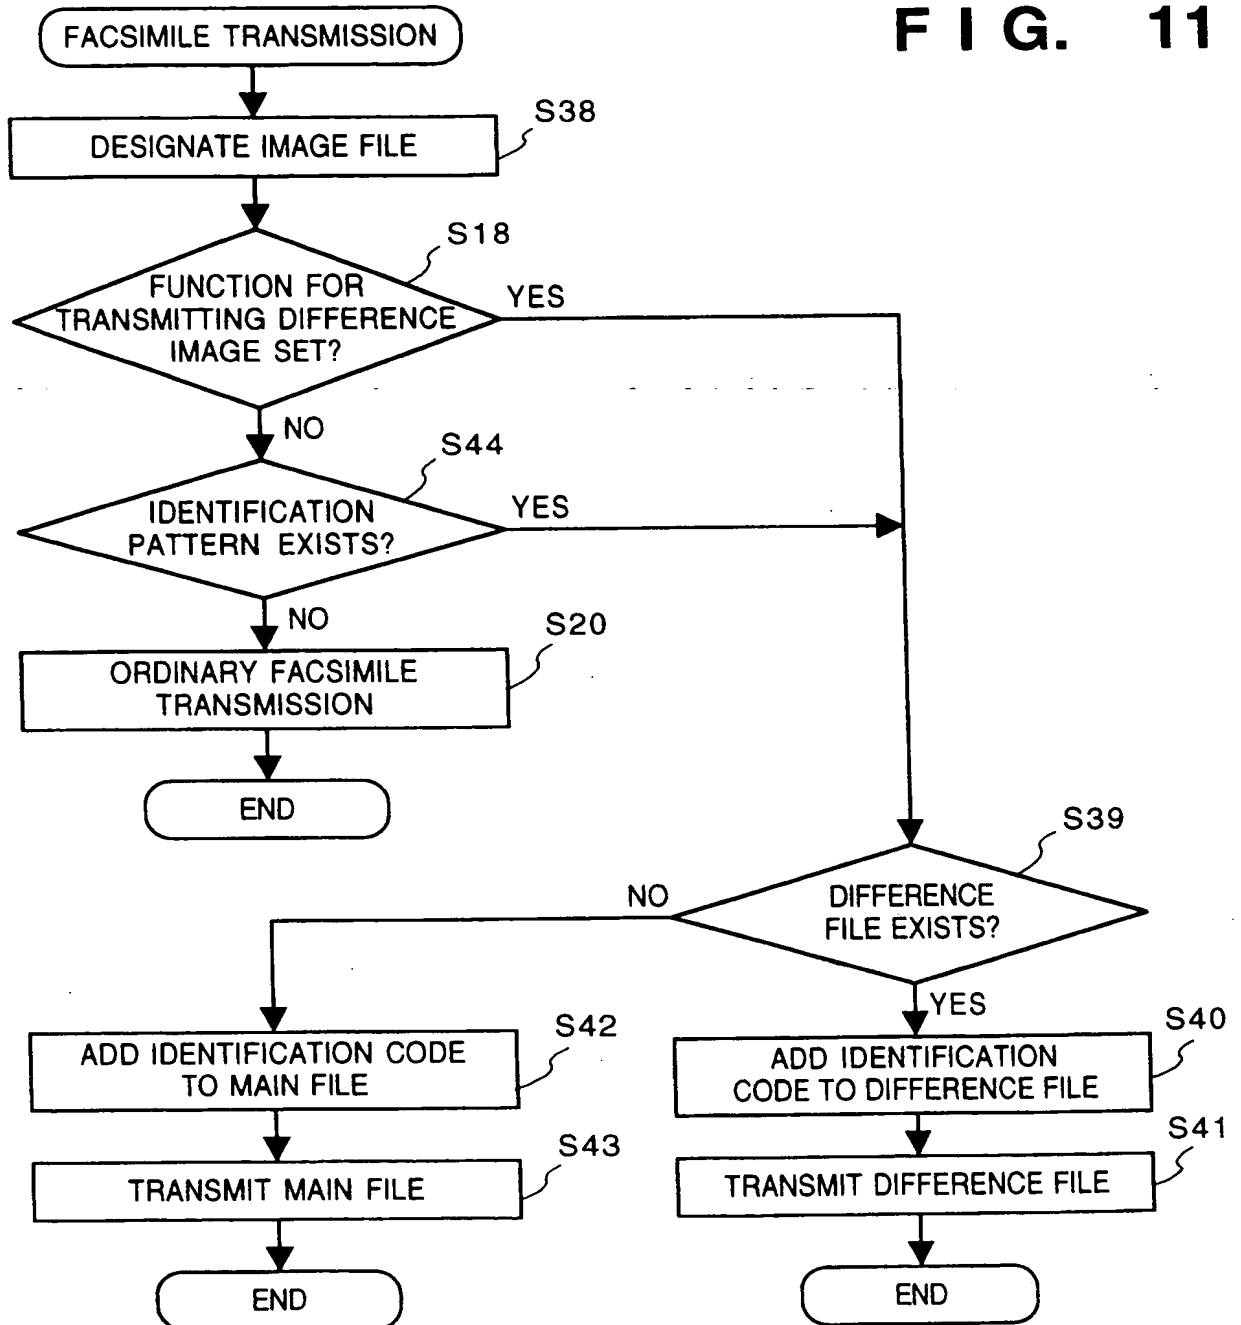 FIG. 11
FACSIMILE TRANSMISSION
S38
DESIGNATE IMAGE FILE
S18
FUNCTION FOR
TRANSMITTING DIFFERENCE
IMAGE SET?
YES
NO
S44
IDENTIFICATION
PATTERN EXISTS?
YES
NO
S20
ORDINARY FACSIMILE
TRANSMISSION
END
S39
DIFFERENCE
FILE EXISTS?
NO
YES
S42
ADD IDENTIFICATION CODE
TO MAIN FILE
S43
TRANSMIT MAIN FILE
END
S40
ADD IDENTIFICATION
CODE TO DIFFERENCE FILE
S41
TRANSMIT DIFFERENCE FILE
END